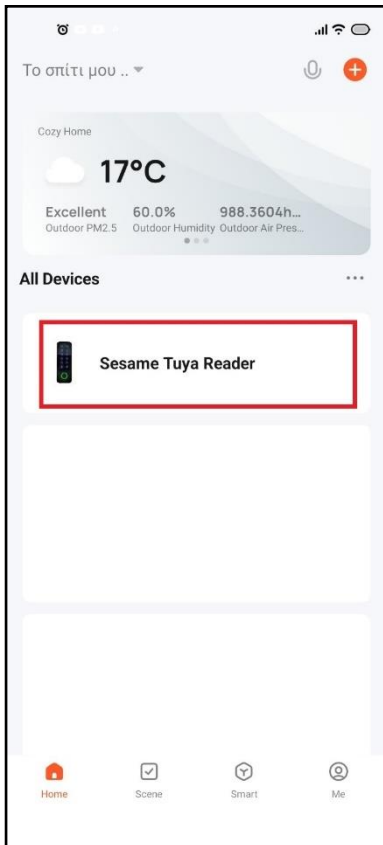 Το σπίτι μου ..
Cozy Home
17°C
Excellent 60.0% 988.3604h...
Outdoor PM2.5 Outdoor Humidity Outdoor Air Pres...
All Devices
Sesame Tuya Reader
Home Scene Smart Me